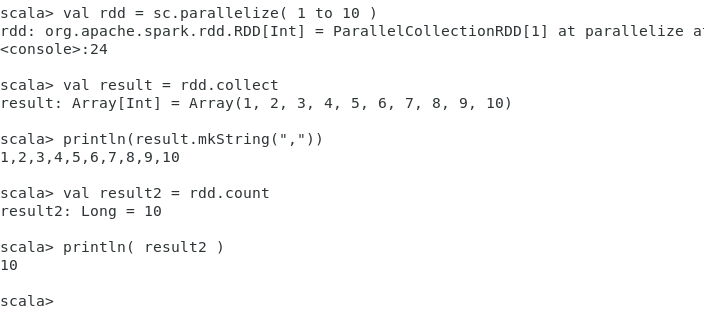 scala> val rdd = sc.parallelize( 1 to 10 )
rdd: org.apache.spark.rdd.RDD[Int] = ParallelCollectionRDD[1] at parallelize at
<console>:24
scala> val result = rdd.collect
result: Array[Int] = Array(1, 2, 3, 4, 5, 6, 7, 8, 9, 10)
scala> println(result.mkString(","))
1,2,3,4,5,6,7,8,9,10
scala> val result2 = rdd.count
result2: Long = 10
scala> println( result2 )
10
scala>